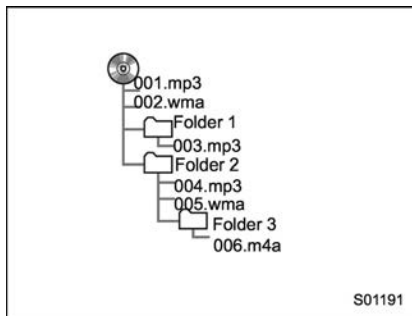 001.mp3
002.wma
Folder 1
003.mp3
Folder 2
004.mp3
005.wma
Folder 3
006.m4a
S01191